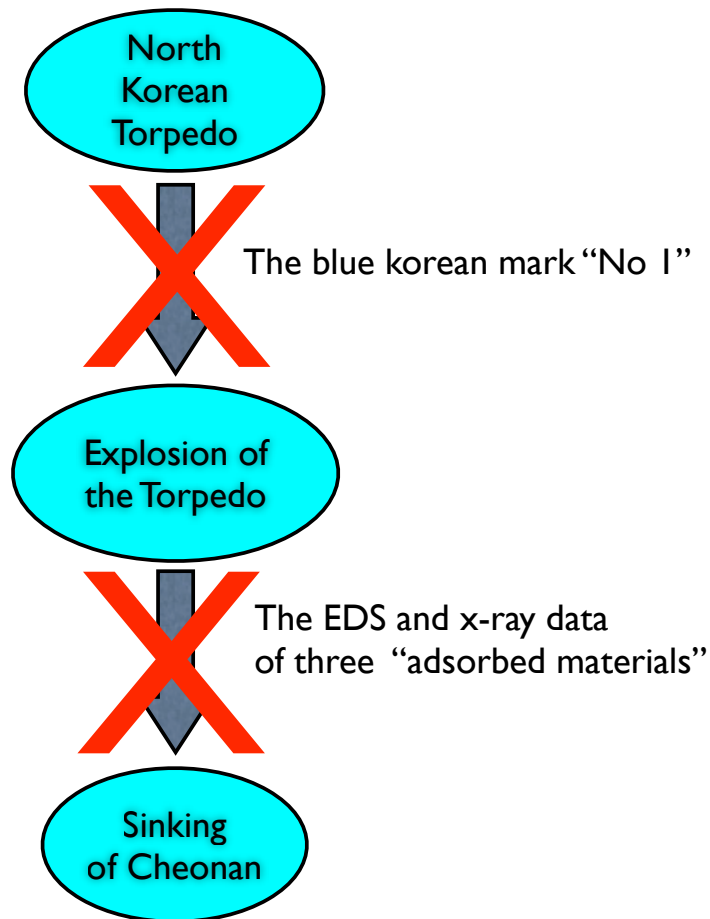 North
Korean
Torpedo
The blue korean mark “No 1”
Explosion of
the Torpedo
The EDS and x-ray data
of three “adsorbed materials”
Sinking
of Cheonan